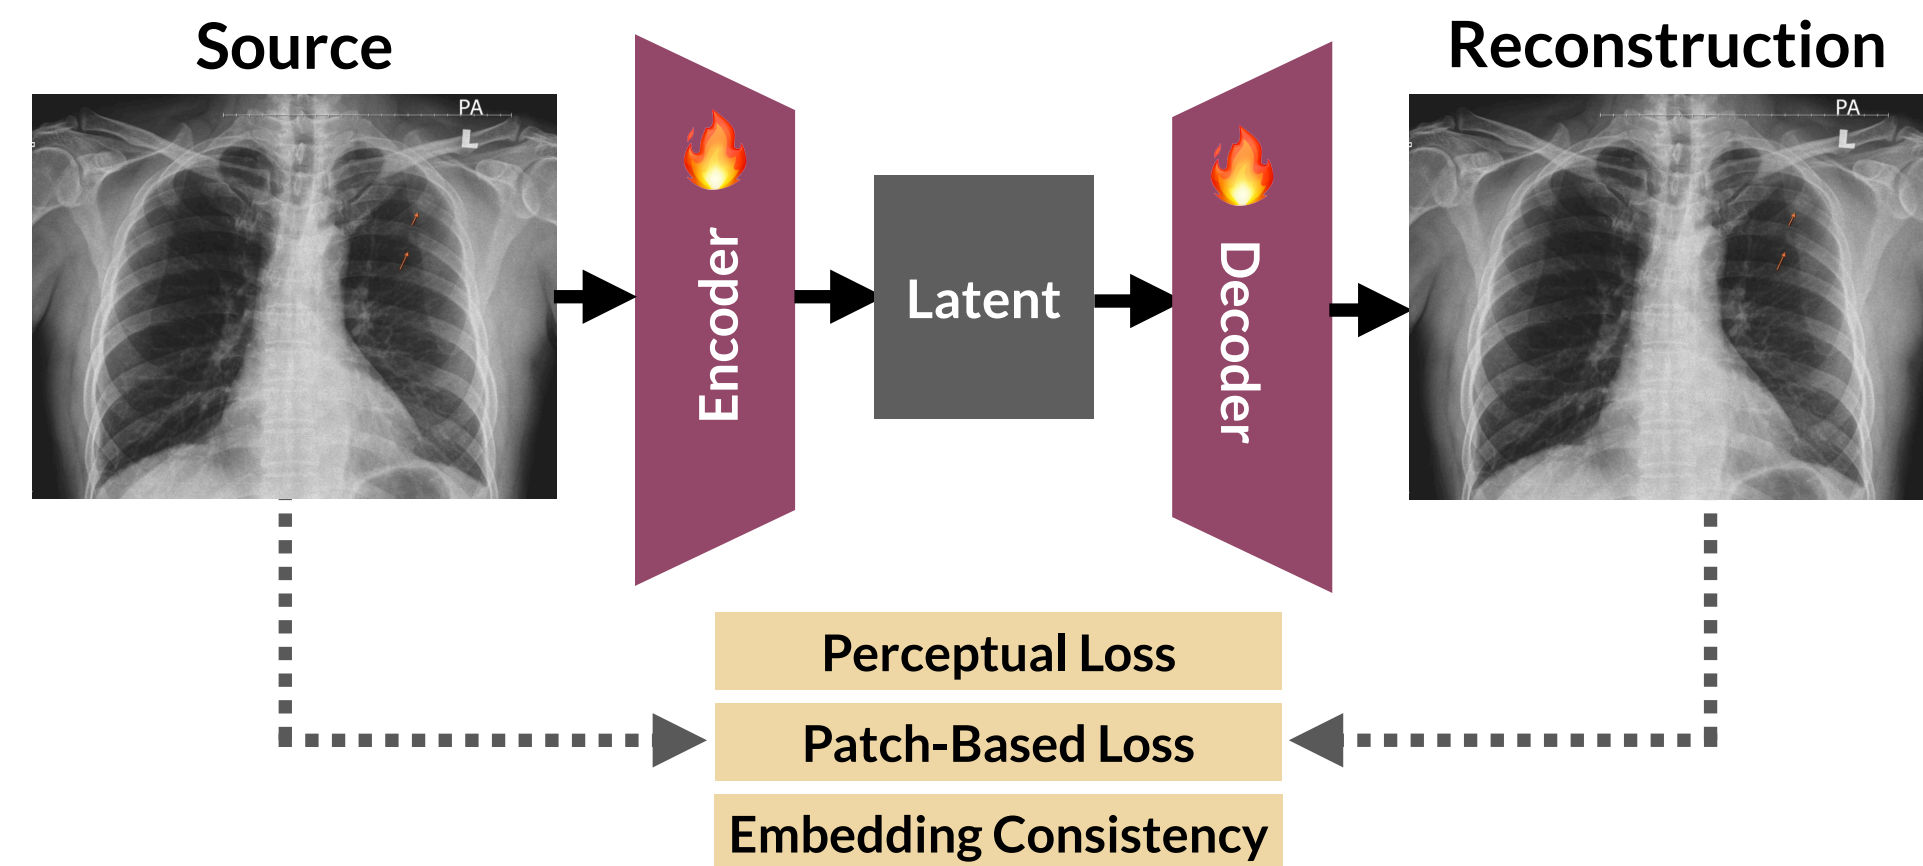 Source
Reconstruction
PA
L
PA
L
Encoder
Latent
Decoder
Perceptual Loss
Patch-Based Loss
Embedding Consistency